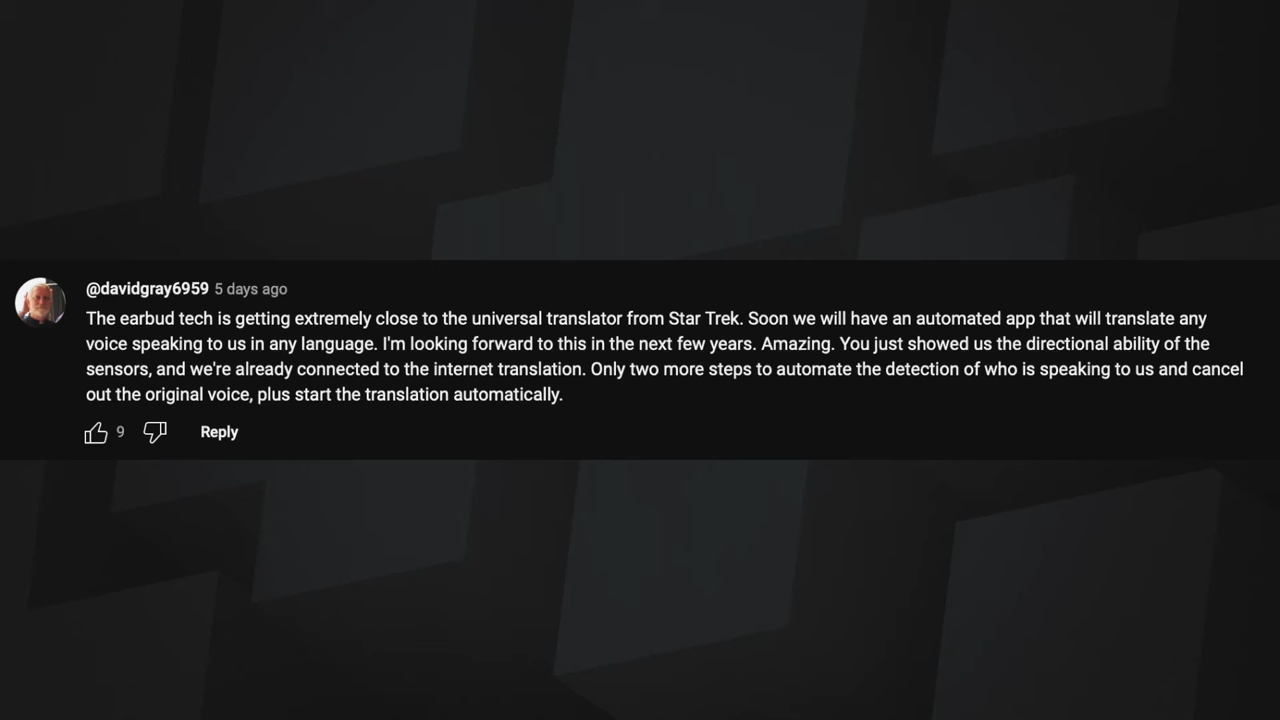 @davidgray6959 5 days ago
The earbud tech is getting extremely close to the universal translator from Star Trek. Soon we will have an automated app that will translate any
voice speaking to us in any language. I'm looking forward to this in the next few years. Amazing. You just showed us the directional ability of the
sensors, and we're already connected to the internet translation. Only two more steps to automate the detection of who is speaking to us and cancel
out the original voice, plus start the translation automatically.
9 Reply